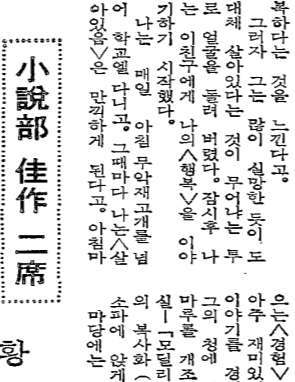 복하다는 것을 느낀다고。
그러자 그는 많이 실망한 듯이 도
대체 살아있다는 것이 무어냐는 투
로 얼굴을 돌려 버렸다。잠시후 나
는 이친구에게 나의∧행복∨을 이야
기하기 시작했다。
나는 매일 아침 무악재고개를 넘
어 학교엘 다니고。그때마다 나는∧살
아있음∨은 만끽하게 된다고。아침마
小說部 佳作 二席
황
으는∧경험∨
아주 재미있
이야기를 경
그의 청에
마루를 개조
실—「모딜리
의 복사화(
소파에 앉게
마당에는